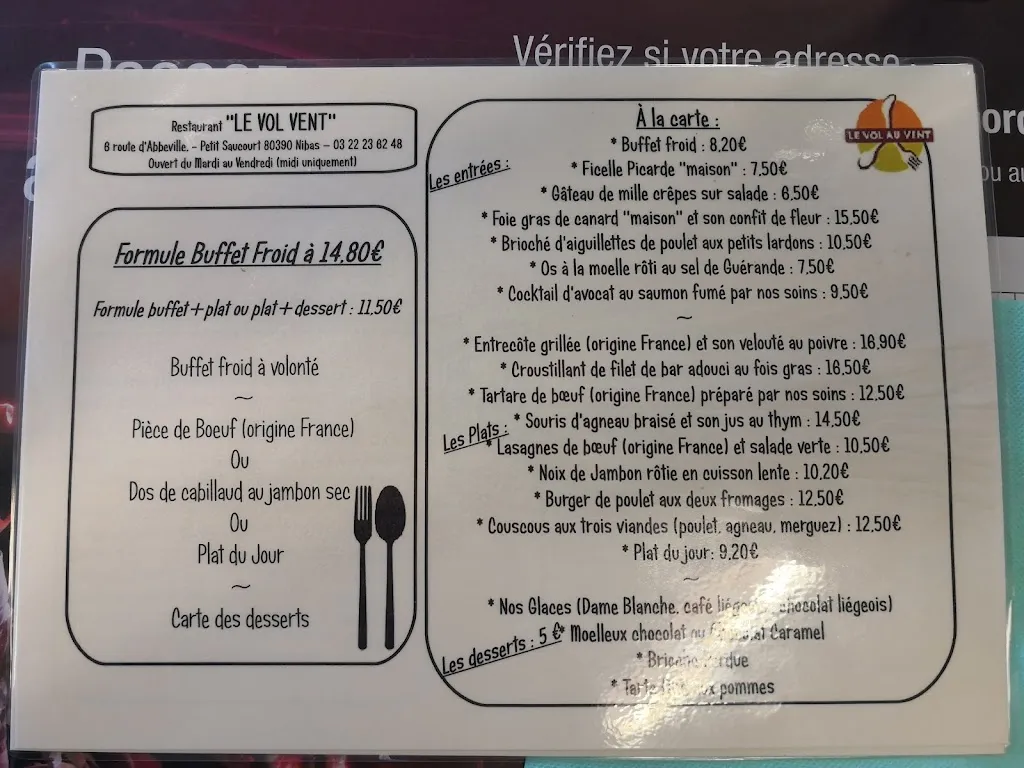 Vérifiez si votre adresse
Restaurant "LE VOL VENT"
6 route d'Abbeville. - Petit Saucourt 80390 Nibas - 03 22 23 62 48
Ouvert du Mardi au Vendredi (midi uniquement)
Formule Buffet Froid à 14,80€
Formule buffet+plat ou plat+dessert : 11,50€
Buffet froid à volonté
~
Pièce de Boeuf (origine France)
Ou
Dos de cabillaud au jambon sec
Ou
Plat du Jour
~
Carte des desserts
LE VOL AU VENT
À la carte :
Les entrées :
* Buffet froid : 8,20€
* Ficelle Picarde "maison" : 7,50€
* Gâteau de mille crêpes sur salade : 6,50€
* Foie gras de canard "maison" et son confit de fleur : 15,50€
* Brioché d'aiguillettes de poulet aux petits lardons : 10,50€
* Os à la moelle rôti au sel de Guérande : 7,50€
* Cocktail d'avocat au saumon fumé par nos soins : 9,50€
~
Les Plats :
* Entrecôte grillée (origine France) et son velouté au poivre : 16,90€
* Croustillant de filet de bar adouci au fois gras : 16,50€
* Tartare de bœuf (origine France) préparé par nos soins : 12,50€
* Souris d'agneau braisé et son jus au thym : 14,50€
* Lasagnes de bœuf (origine France) et salade verte : 10,50€
* Noix de Jambon rôtie en cuisson lente : 10,20€
* Burger de poulet aux deux fromages : 12,50€
* Couscous aux trois viandes (poulet, agneau, merguez) : 12,50€
* Plat du jour: 9,20€
~
Les desserts : 5 €
* Nos Glaces (Dame Blanche, café liégeois, chocolat liégeois)
* Moelleux chocolat ou Caramel
* perdue
* Tarte aux pommes